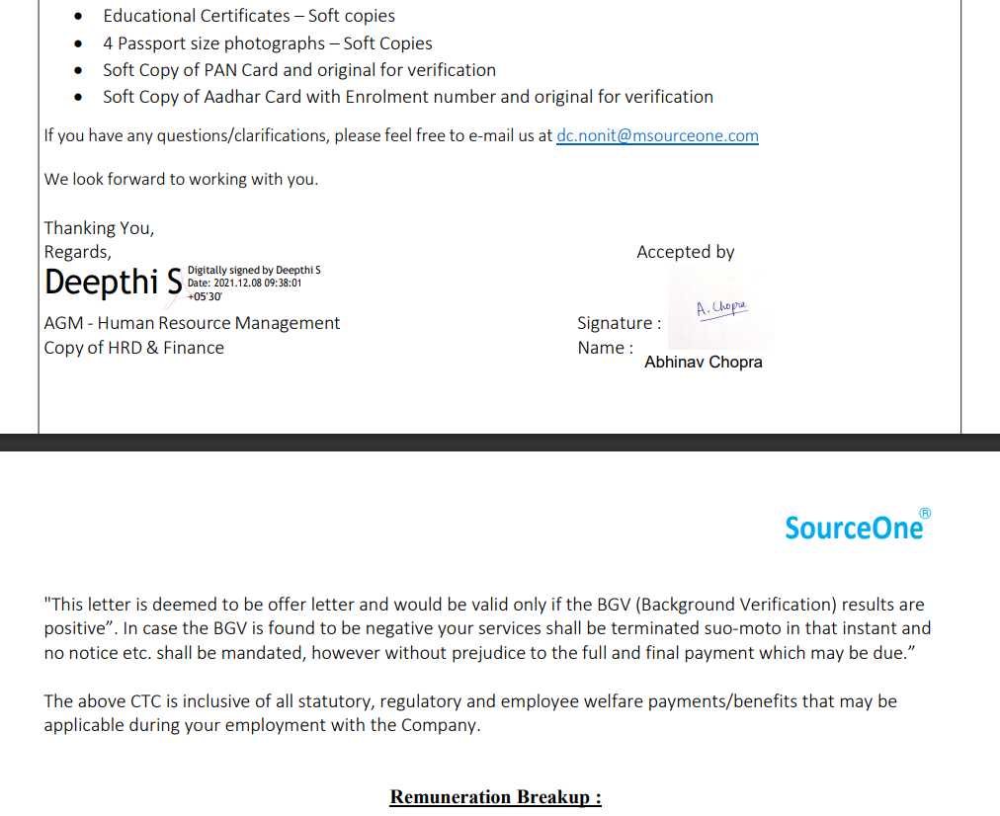 • Educational Certificates – Soft copies
• 4 Passport size photographs – Soft Copies
• Soft Copy of PAN Card and original for verification
• Soft Copy of Aadhar Card with Enrolment number and original for verification
If you have any questions/clarifications, please feel free to e-mail us at dc.nonit@msourceone.com
We look forward to working with you.
Thanking You,
Regards,
Accepted by
Deepthi S
Digitally signed by Deepthi S
Date: 2021.12.08 09:38:01
+05'30'
A. Chopra
AGM - Human Resource Management
Signature :
Copy of HRD & Finance
Name :
Abhinav Chopra
SourceOne®
"This letter is deemed to be offer letter and would be valid only if the BGV (Background Verification) results are
positive”. In case the BGV is found to be negative your services shall be terminated suo-moto in that instant and
no notice etc. shall be mandated, however without prejudice to the full and final payment which may be due.”
The above CTC is inclusive of all statutory, regulatory and employee welfare payments/benefits that may be
applicable during your employment with the Company.
Remuneration Breakup :